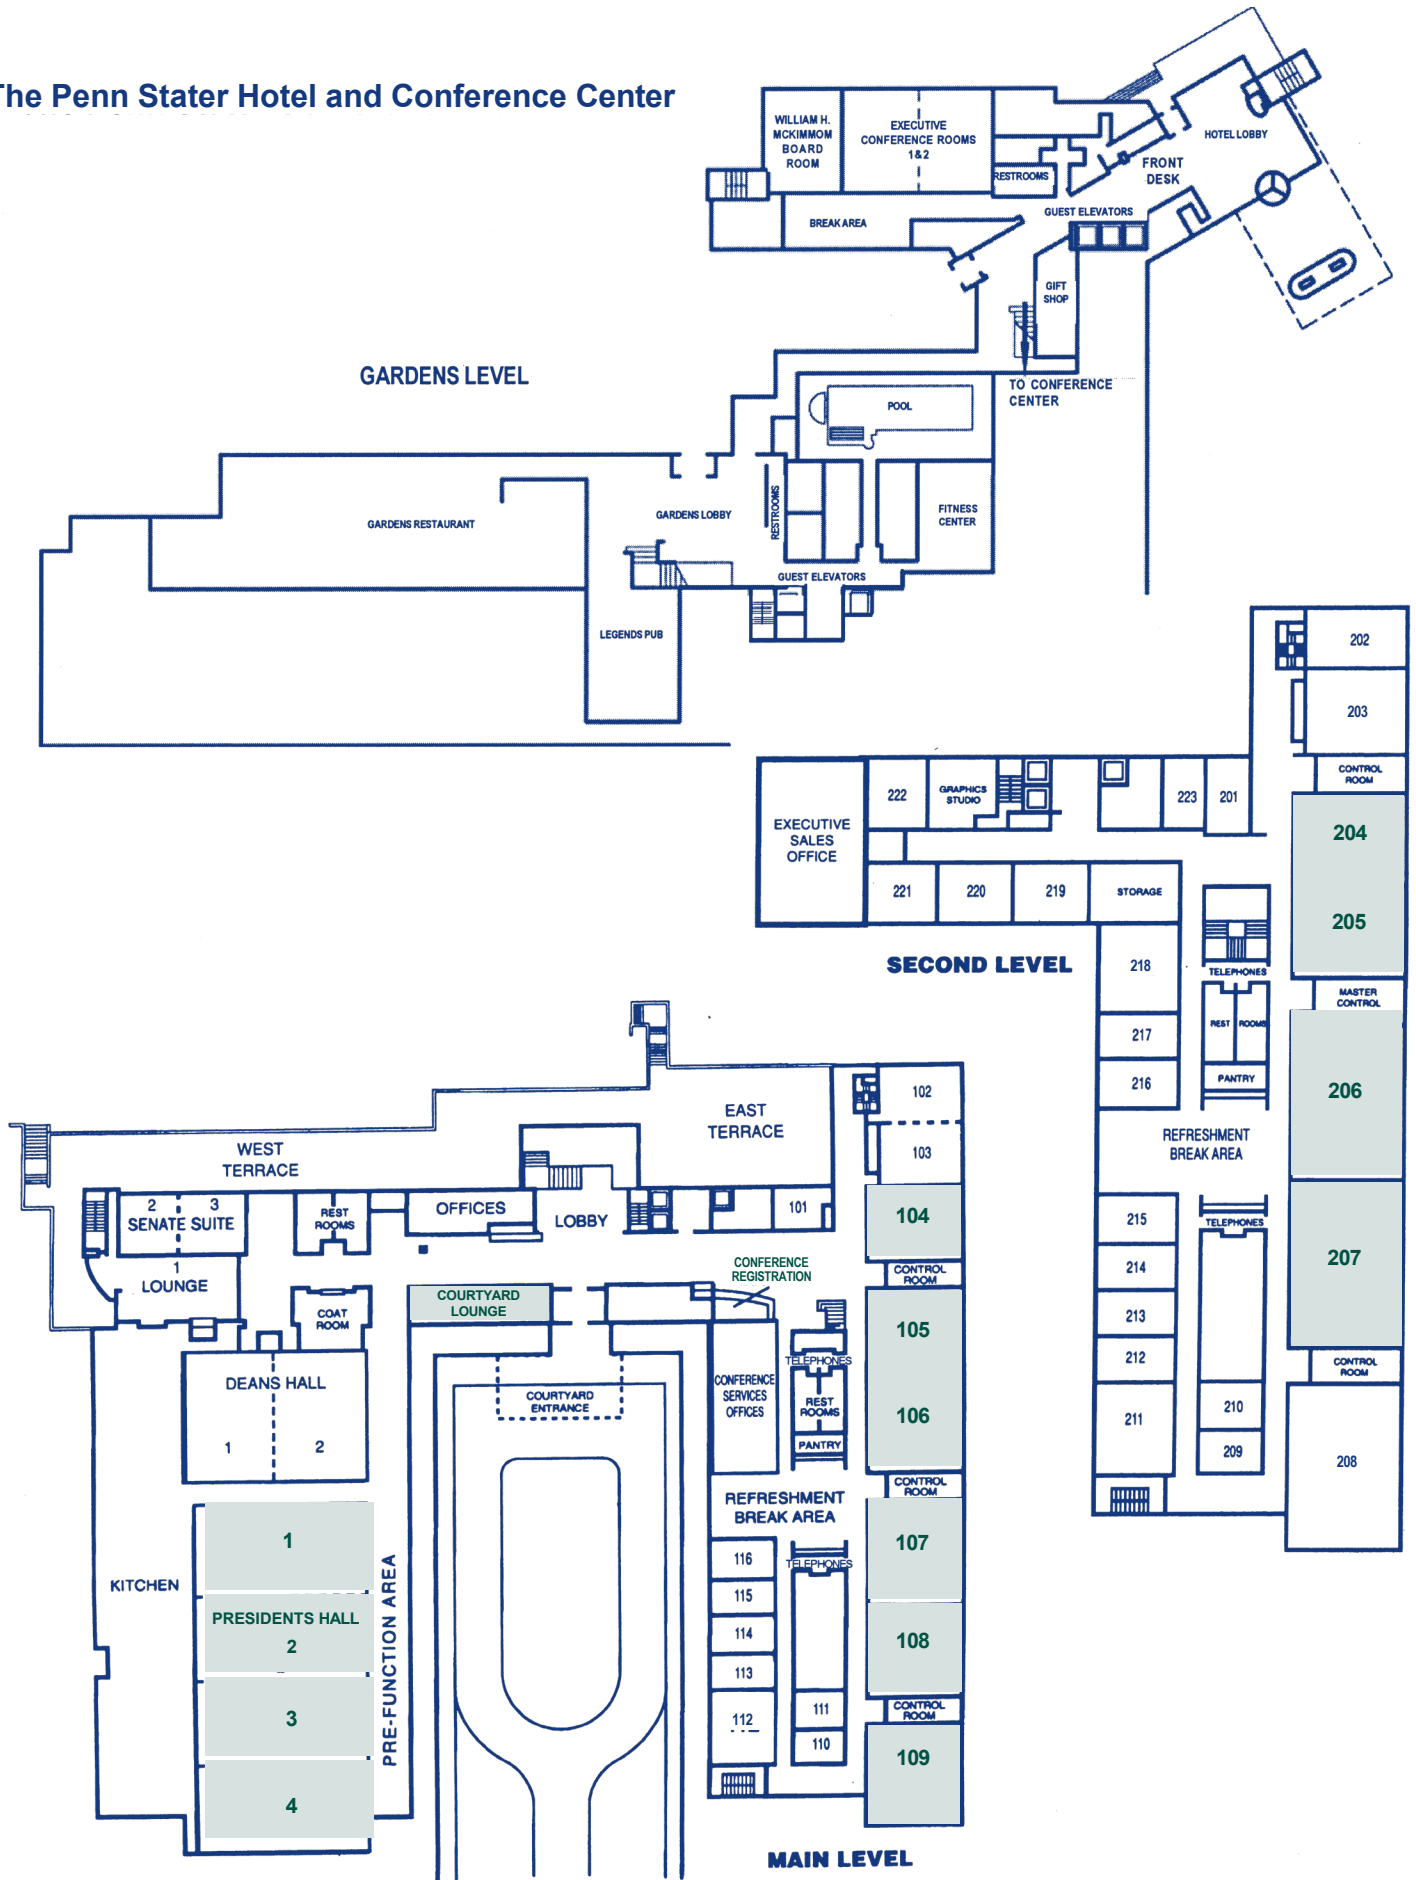 The Penn Stater Hotel and Conference Center
WILLIAM H.
MCKIMMOM
BOARD
ROOM
EXECUTIVE
CONFERENCE ROOMS
1&2
RESTROOMS
HOTEL LOBBY
FRONT
DESK
GUEST ELEVATORS
BREAK AREA
GIFT
SHOP
TO CONFERENCE
CENTER
GARDENS LEVEL
POOL
GARDENS RESTAURANT
GARDENS LOBBY
RESTROOMS
FITNESS
CENTER
GUEST ELEVATORS
LEGENDS PUB
202
203
CONTROL
ROOM
204
205
MASTER
CONTROL
206
207
CONTROL
ROOM
208
EXECUTIVE
SALES
OFFICE
222
GRAPHICS
STUDIO
223
201
221
220
219
STORAGE
SECOND LEVEL
218
217
216
TELEPHONES
REST
ROOMS
PANTRY
REFRESHMENT
BREAK AREA
TELEPHONES
215
214
213
212
211
210
209
EAST
TERRACE
WEST
TERRACE
102
103
2
3
SENATE SUITE
1
LOUNGE
REST
ROOMS
OFFICES
LOBBY
101
104
CONTROL
ROOM
CONFERENCE
REGISTRATION
COURTYARD
LOUNGE
COAT
ROOM
105
106
TELEPHONES
REST
ROOMS
PANTRY
CONFERENCE
SERVICES
OFFICES
COURTYARD
ENTRANCE
DEANS HALL
1
2
CONTROL
ROOM
REFRESHMENT
BREAK AREA
TELEPHONES
107
108
CONTROL
ROOM
109
116
115
114
113
112
111
110
KITCHEN
1
PRESIDENTS HALL
2
3
4
PRE-FUNCTION AREA
MAIN LEVEL